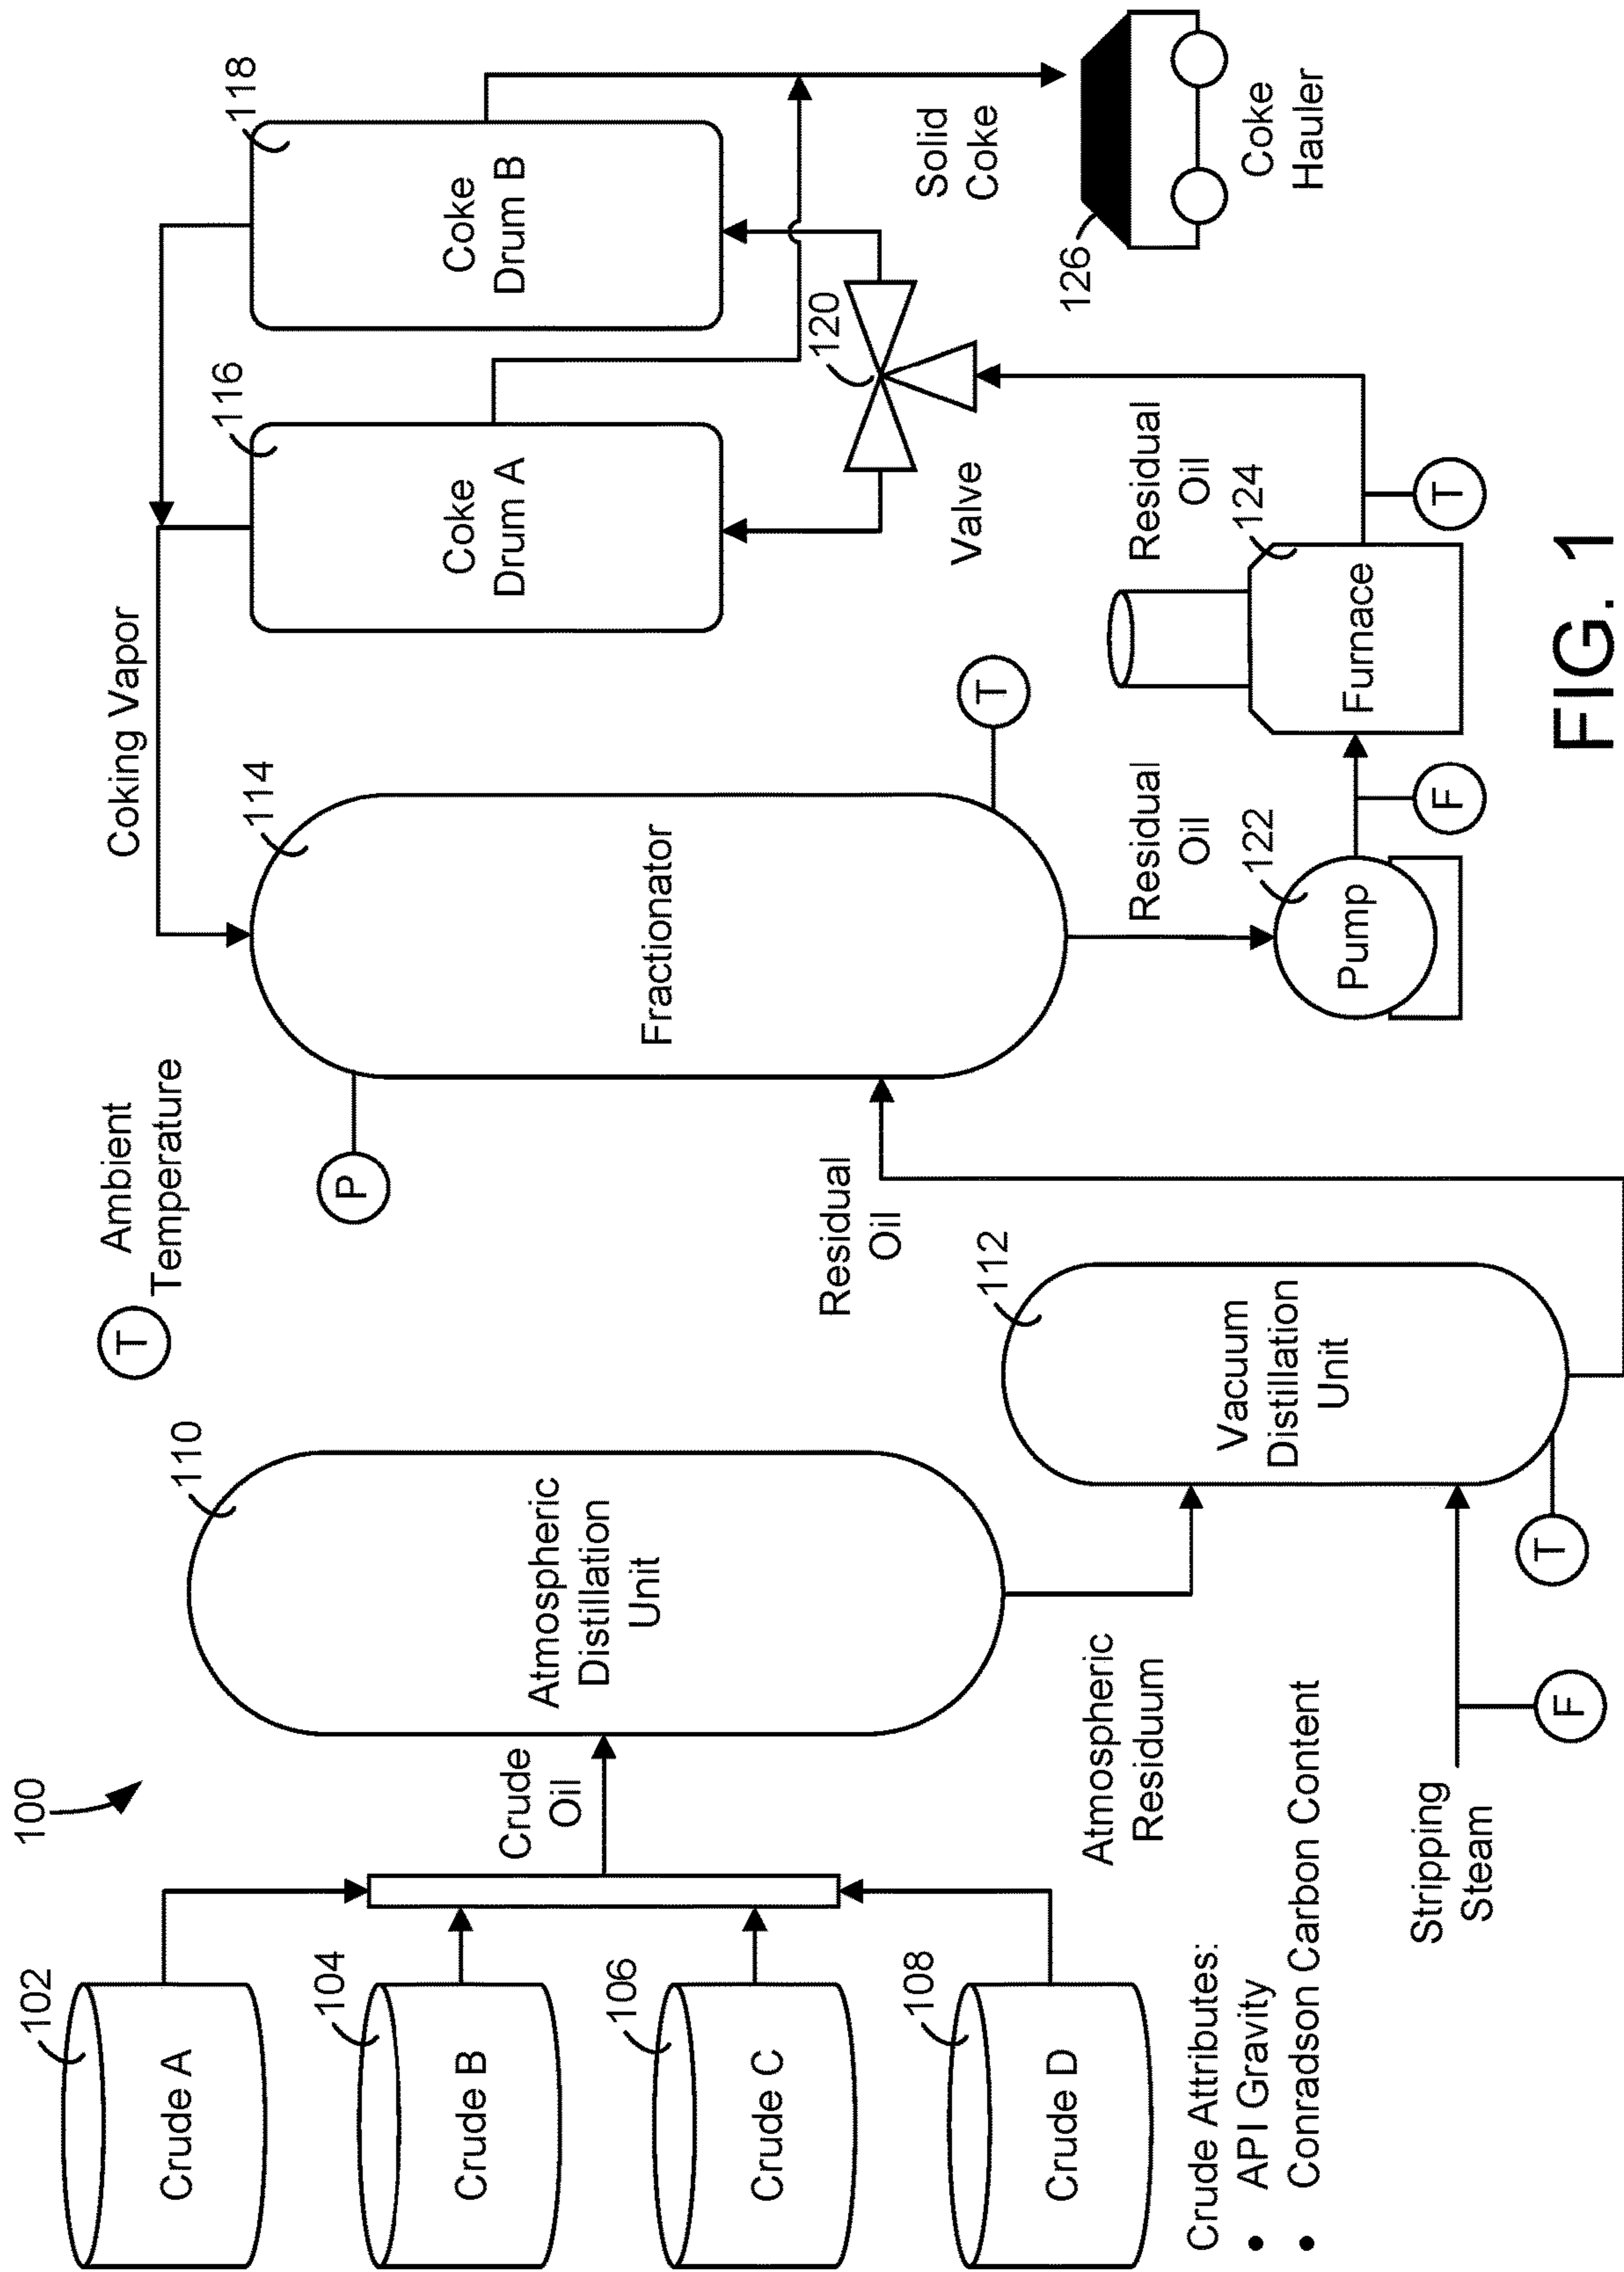 100
102
Crude A
104
Crude B
106
Crude C
108
Crude D
Crude Attributes:
• API Gravity
• Conradson Carbon Content
Crude
Oil
110
Atmospheric
Distillation
Unit
Atmospheric
Residuum
Stripping
Steam
F
T
112
Vacuum
Distillation
Unit
T
Ambient
Temperature
P
Residual
Oil
114
Fractionator
T
Coking Vapor
Residual
Oil
122
Pump
F
124
Furnace
T
Residual
Oil
Valve
120
116
Coke
Drum A
118
Coke
Drum B
Solid
Coke
126
Coke
Hauler
FIG. 1